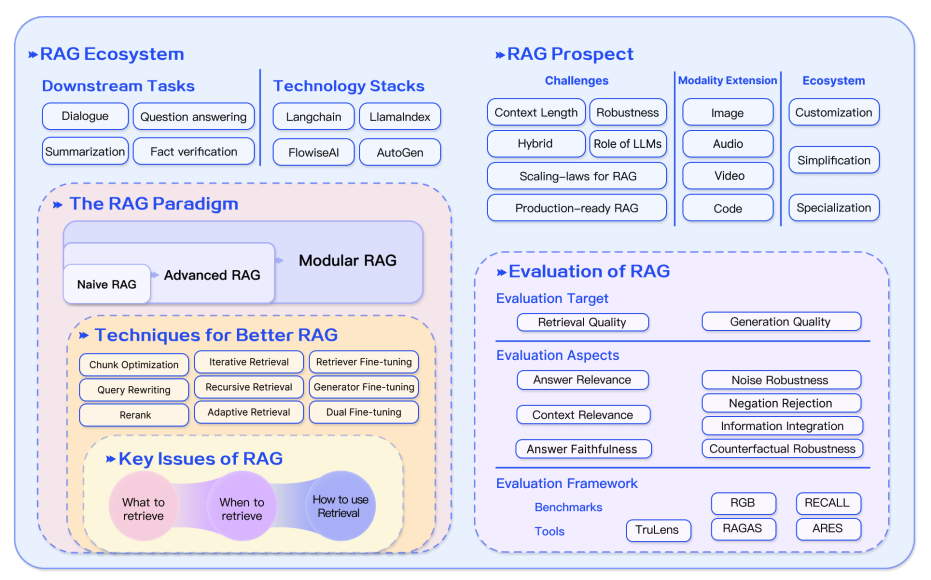 RAG Ecosystem
Downstream Tasks
Dialogue
Question answering
Summarization
Fact verification
Technology Stacks
Langchain
LlamaIndex
FlowiseAI
AutoGen
RAG Prospect
Challenges
Context Length
Robustness
Hybrid
Role of LLMs
Scaling-laws for RAG
Production-ready RAG
Modality Extension
Image
Audio
Video
Code
Ecosystem
Customization
Simplification
Specialization
The RAG Paradigm
Naive RAG
Advanced RAG
Modular RAG
Techniques for Better RAG
Chunk Optimization
Iterative Retrieval
Retriever Fine-tuning
Query Rewriting
Recursive Retrieval
Generator Fine-tuning
Rerank
Adaptive Retrieval
Dual Fine-tuning
Key Issues of RAG
What to
retrieve
When to
retrieve
How to use
Retrieval
Evaluation of RAG
Evaluation Target
Retrieval Quality
Generation Quality
Evaluation Aspects
Answer Relevance
Context Relevance
Answer Faithfulness
Noise Robustness
Negation Rejection
Information Integration
Counterfactual Robustness
Evaluation Framework
Benchmarks
RGB
RECALL
Tools
TruLens
RAGAS
ARES